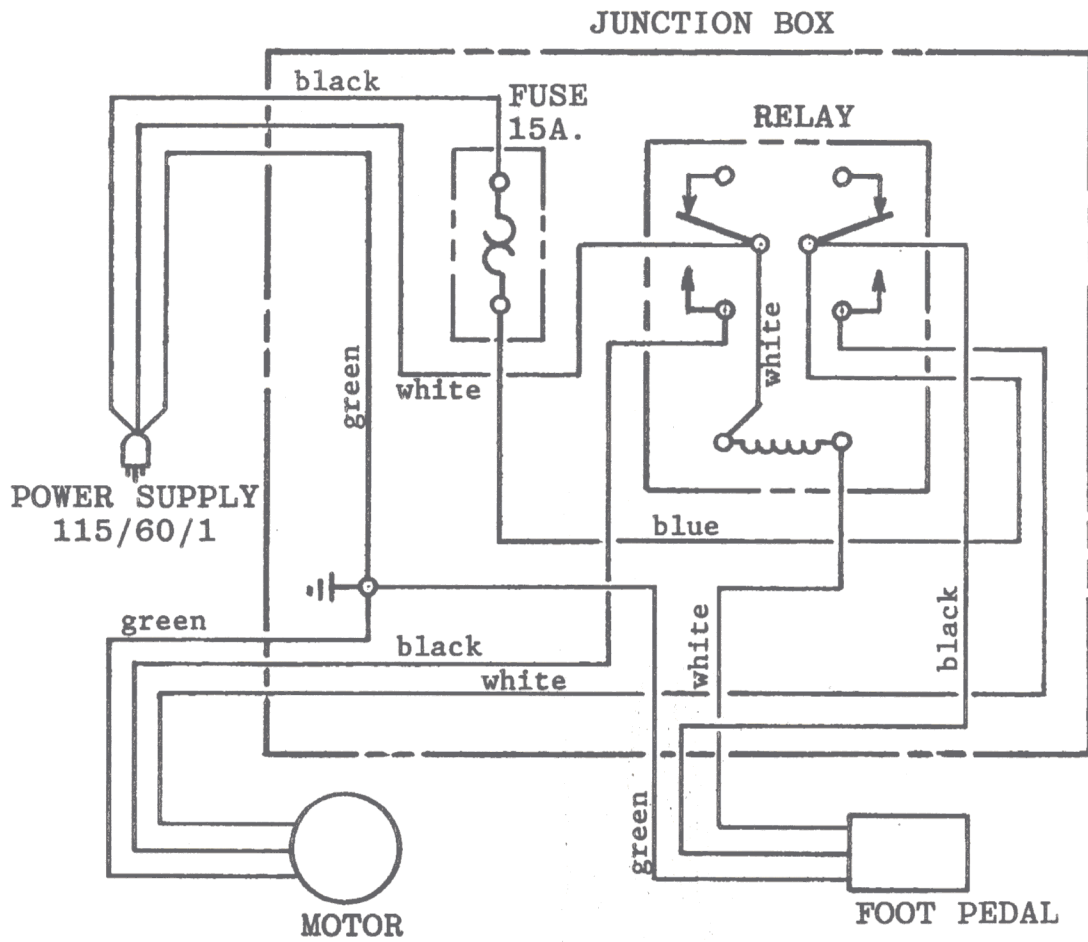 JUNCTION BOX
black
FUSE
15A.
RELAY
white
green
white
POWER SUPPLY
115/60/1
blue
green
black
white
white
black
green
MOTOR
FOOT PEDAL